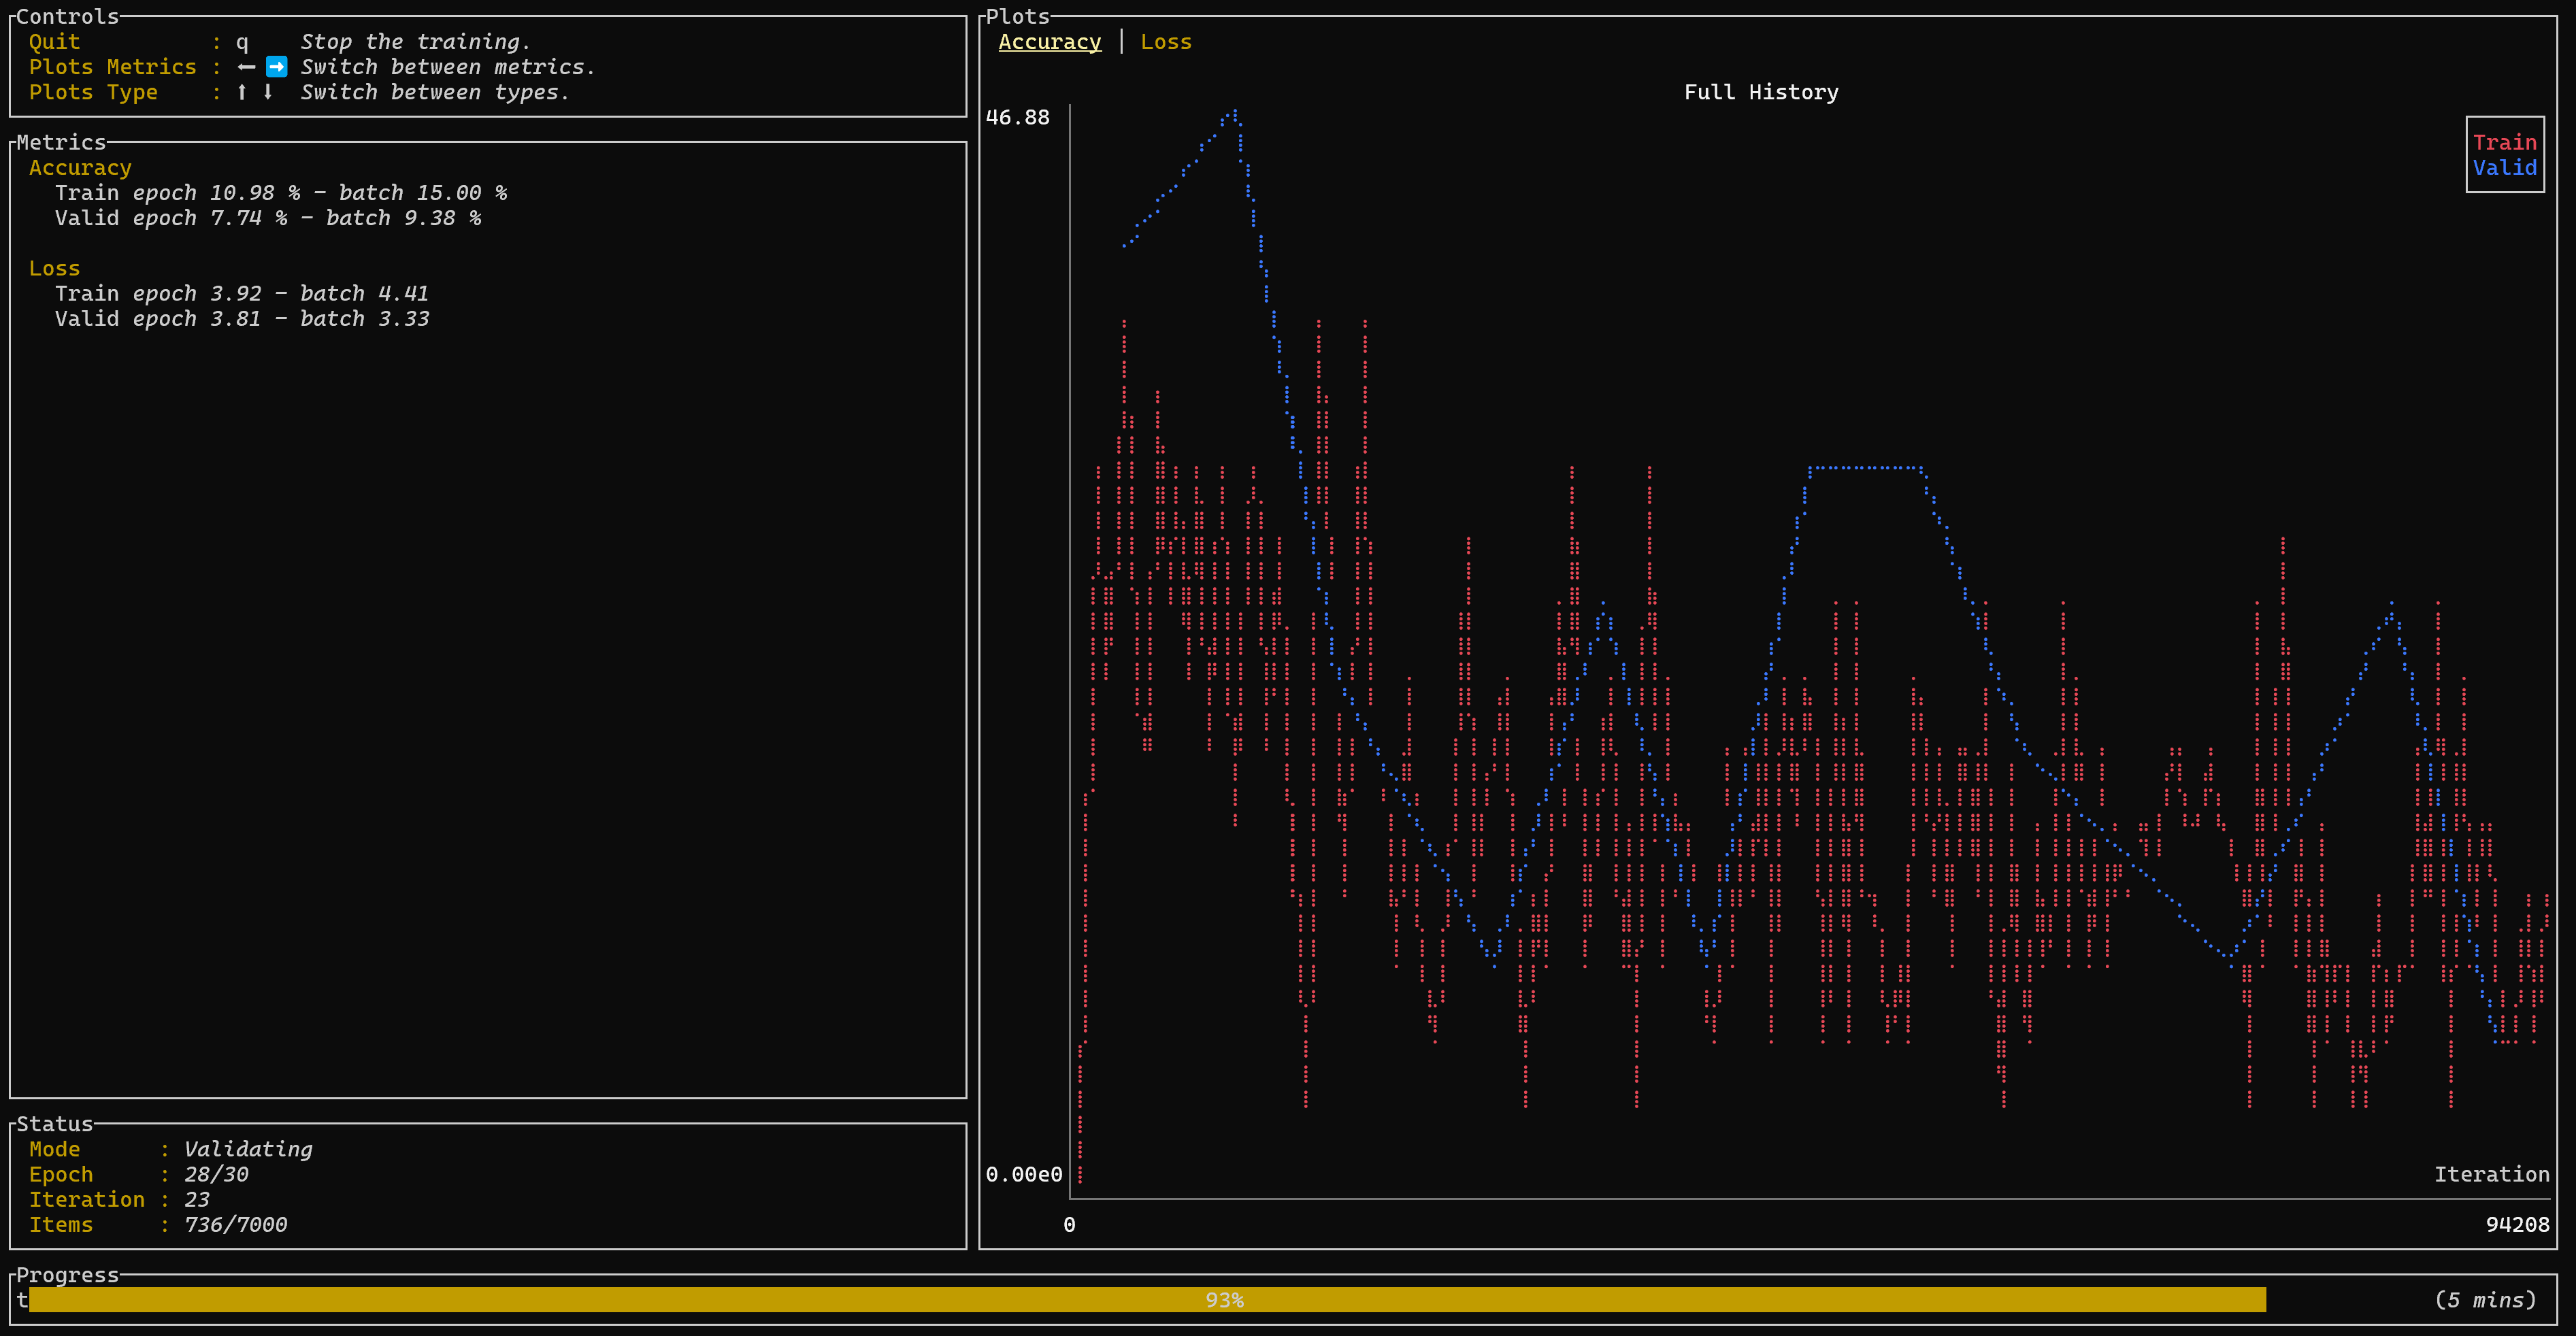 Controls
Quit : q Stop the training.
Plots Metrics : ← ➡ Switch between metrics.
Plots Type : ↑ ↓ Switch between types.
Metrics
Accuracy
Train epoch 10.98 % - batch 15.00 %
Valid epoch 7.74 % - batch 9.38 %
Loss
Train epoch 3.92 - batch 4.41
Valid epoch 3.81 - batch 3.33
Status
Mode : Validating
Epoch : 28/30
Iteration : 23
Items : 736/7000
Plots
Accuracy | Loss
Full History
46.88
Train
Valid
0.00e0
Iteration
0
94208
Progress
t
93%
(5 mins)